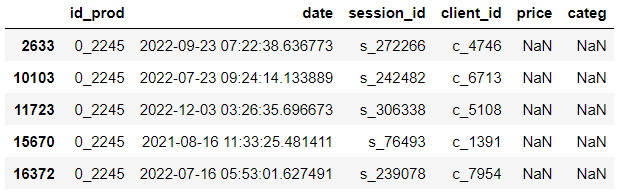 id_prod date session_id client_id price categ
2633 0_2245 2022-09-23 07:22:38.636773 s_272266 c_4746 NaN NaN
10103 0_2245 2022-07-23 09:24:14.133889 s_242482 c_6713 NaN NaN
11723 0_2245 2022-12-03 03:26:35.696673 s_306338 c_5108 NaN NaN
15670 0_2245 2021-08-16 11:33:25.481411 s_76493 c_1391 NaN NaN
16372 0_2245 2022-07-16 05:53:01.627491 s_239078 c_7954 NaN NaN